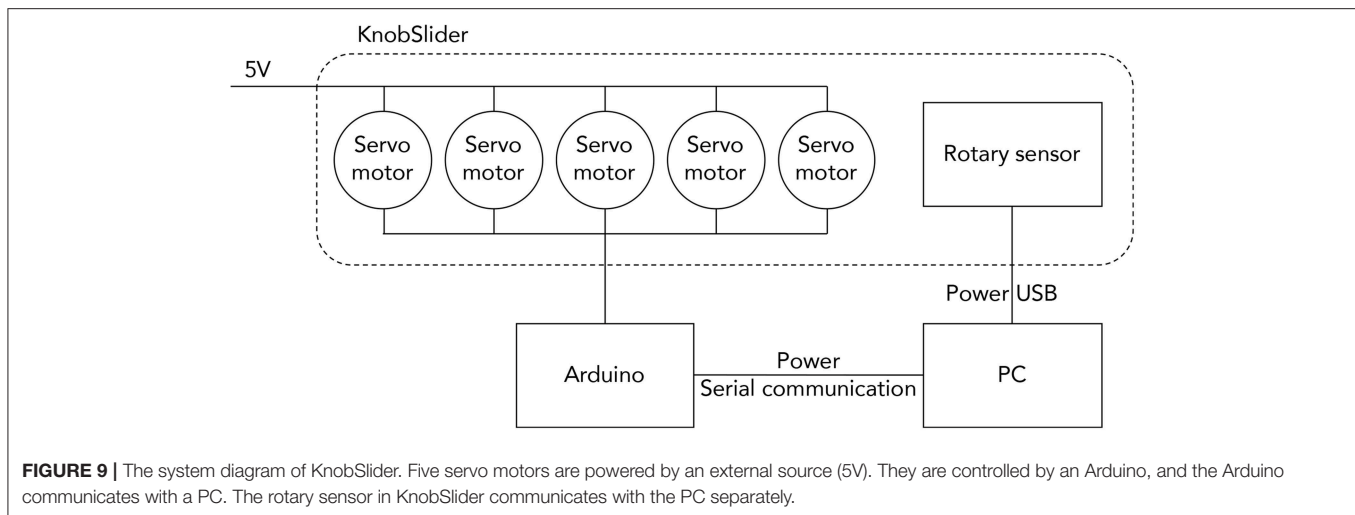 KnobSlider
5V
Servo motor
Servo motor
Servo motor
Servo motor
Servo motor
Rotary sensor
Power USB
Arduino
Power
Serial communication
PC
FIGURE 9 | The system diagram of KnobSlider. Five servo motors are powered by an external source (5V). They are controlled by an Arduino, and the Arduino
communicates with a PC. The rotary sensor in KnobSlider communicates with the PC separately.